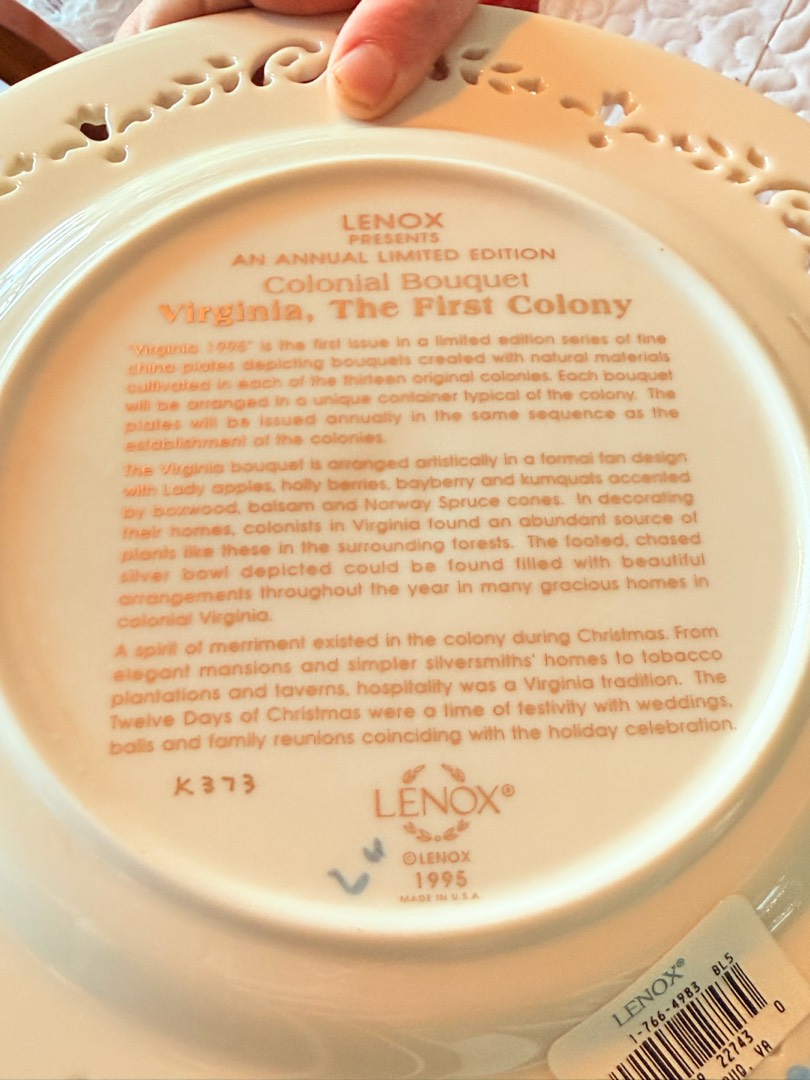 LENOX
PRESENTS
AN ANNUAL LIMITED EDITION
Colonial Bouquet
Virginia, The First Colony
"Virginia 1995" is the first issue in a limited edition series of fine
china plates depicting bouquets created with natural materials
cultivated in each of the thirteen original colonies. Each bouquet
will be arranged in a unique container typical of the colony. The
plates will be issued annually in the same sequence as the
establishment of the colonies.
The Virginia bouquet is arranged artistically in a formal fan design
with Lady apples, holly berries, bayberry and kumquats accented
by boxwood, balsam and Norway Spruce cones. In decorating
their homes, colonists in Virginia found an abundant source of
plants like these in the surrounding forests. The footed, chased
silver bowl depicted could be found filled with beautiful
arrangements throughout the year in many gracious homes in
colonial Virginia.
A spirit of merriment existed in the colony during Christmas. From
elegant mansions and simpler silversmiths' homes to tobacco
plantations and taverns, hospitality was a Virginia tradition. The
Twelve Days of Christmas were a time of festivity with weddings,
balls and family reunions coinciding with the holiday celebration.
K373
LENOX®
©LENOX
1995
MADE IN U.S.A
LENOX®
1-766-4983 BL5
22743 0
VA